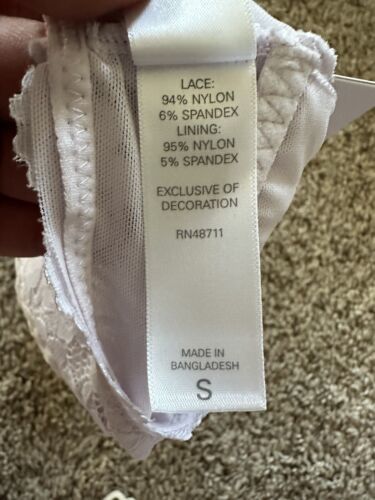 LACE:
94% NYLON
6% SPANDEX
LINING:
95% NYLON
5% SPANDEX
EXCLUSIVE OF
DECORATION
RN48711
MADE IN
BANGLADESH
S